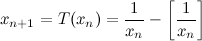 x_{n+1} = T(x_n) = \frac{1}{x_n} - \left[ \frac{1}{x_n} \right]